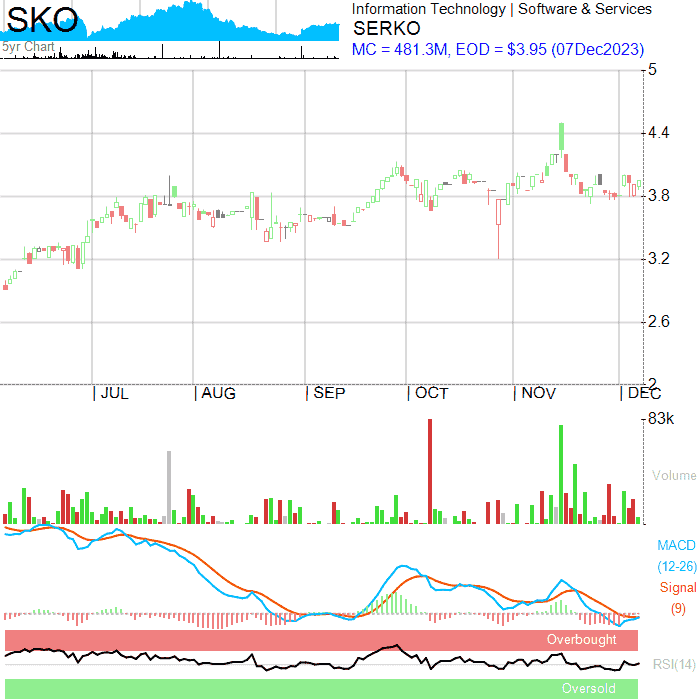 SKO
5yr Chart
Information Technology | Software & Services
SERKO
MC = 481.3M, EOD = $3.95 (07Dec2023)
5
4.4
3.8
3.2
2.6
2
JUL AUG SEP OCT NOV DEC
83k
Volume
MACD
(12-26)
Signal
(9)
Overbought
RSI(14)
Oversold